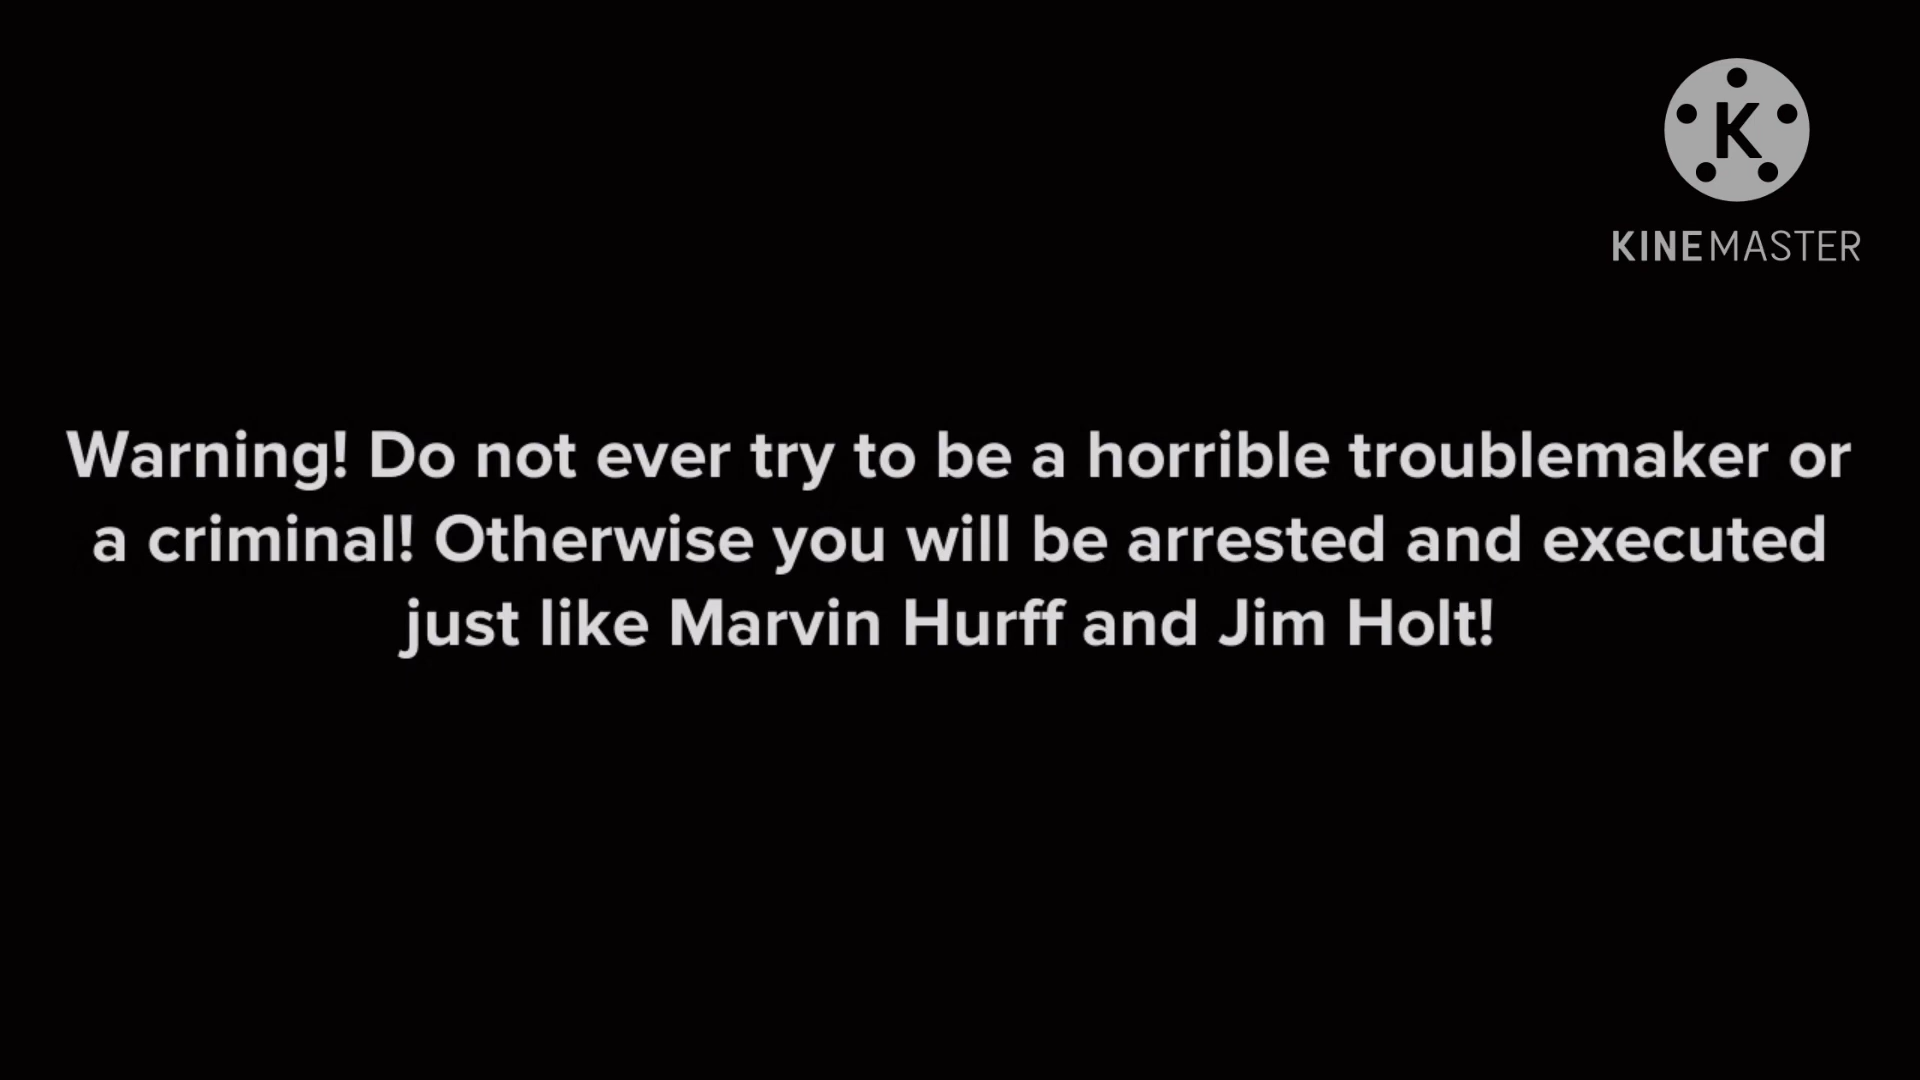 K
KINEMASTER
Warning! Do not ever try to be a horrible troublemaker or
a criminal! Otherwise you will be arrested and executed
just like Marvin Hurff and Jim Holt!